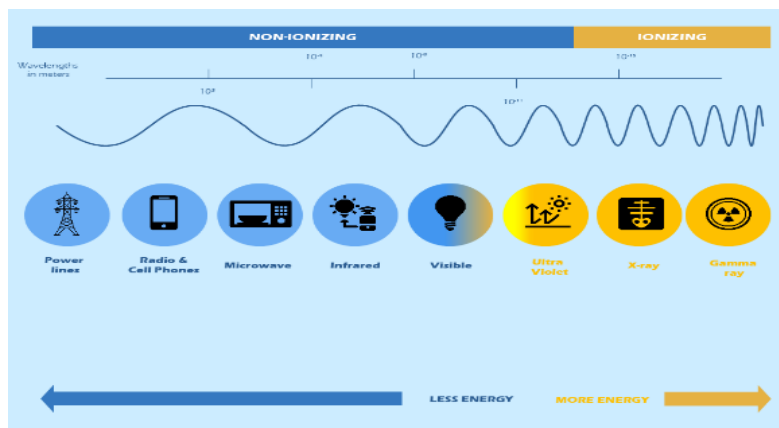 NON-IONIZING
IONIZING
Wavelengths
in meters
Power
lines
Radio &
Cell Phones
Microwave
Infrared
Visible
Ultra
Violet
X-ray
Gamma
ray
LESS ENERGY
MORE ENERGY